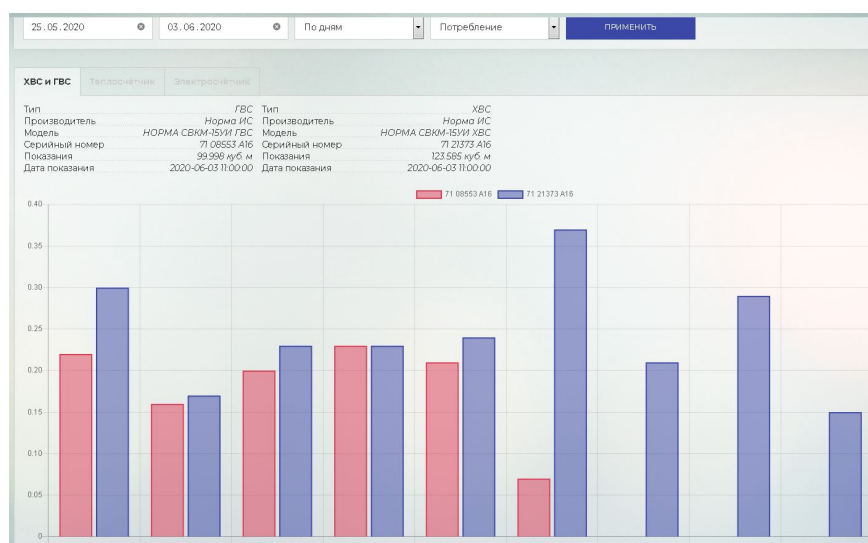 25.05.2020 03.06.2020 По дням Потребление ПРИМЕНИТЬ
ХВС и ГВС Теплосчётчик Электросчётчик
Тип ГВС Тип ХВС
Производитель Норма ИС Производитель Норма ИС
Модель НОРМА СВКМ-15УИ ГВС Модель НОРМА СВКМ-15УИ ХВС
Серийный номер 71 08553 А16 Серийный номер 71 21373 А16
Показания 99.998 куб. м Показания 123.585 куб. м
Дата показания 2020-06-03 11:00:00 Дата показания 2020-06-03 11:00:00
71 08553 А16 71 21373 А16
0.40
0.35
0.30
0.25
0.20
0.15
0.10
0.05
0